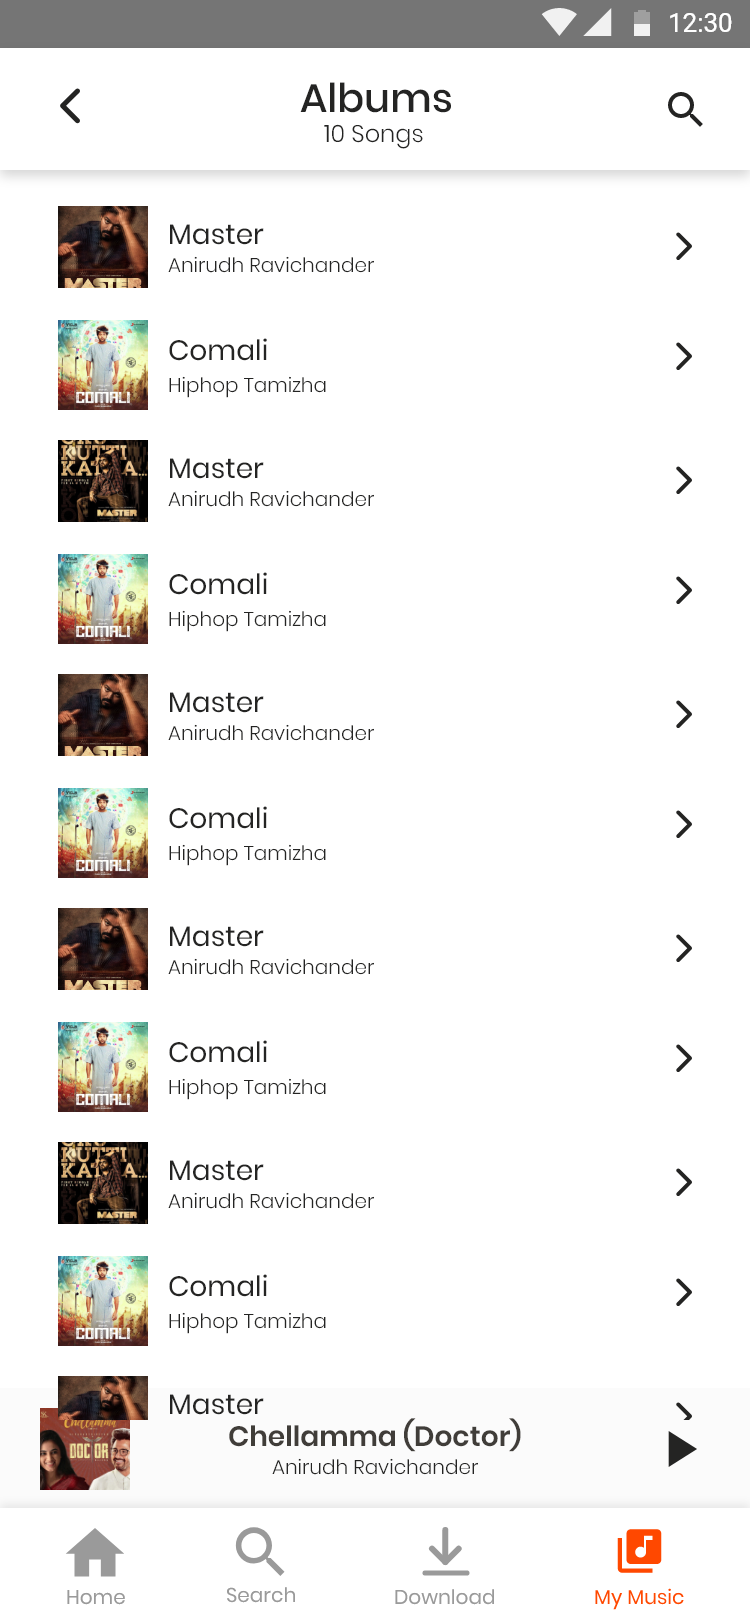 12:30
Albums
10 Songs
MASTER
Master
Anirudh Ravichander
COMALI
Comali
Hiphop Tamizha
KUTTI
MASTER
Master
Anirudh Ravichander
COMALI
Comali
Hiphop Tamizha
MASTER
Master
Anirudh Ravichander
COMALI
Comali
Hiphop Tamizha
MASTER
Master
Anirudh Ravichander
COMALI
Comali
Hiphop Tamizha
KUTTI
MASTER
Master
Anirudh Ravichander
COMALI
Comali
Hiphop Tamizha
Master
Chellamma
DOCTOR
Chellamma (Doctor)
Anirudh Ravichander
Home
Search
Download
My Music